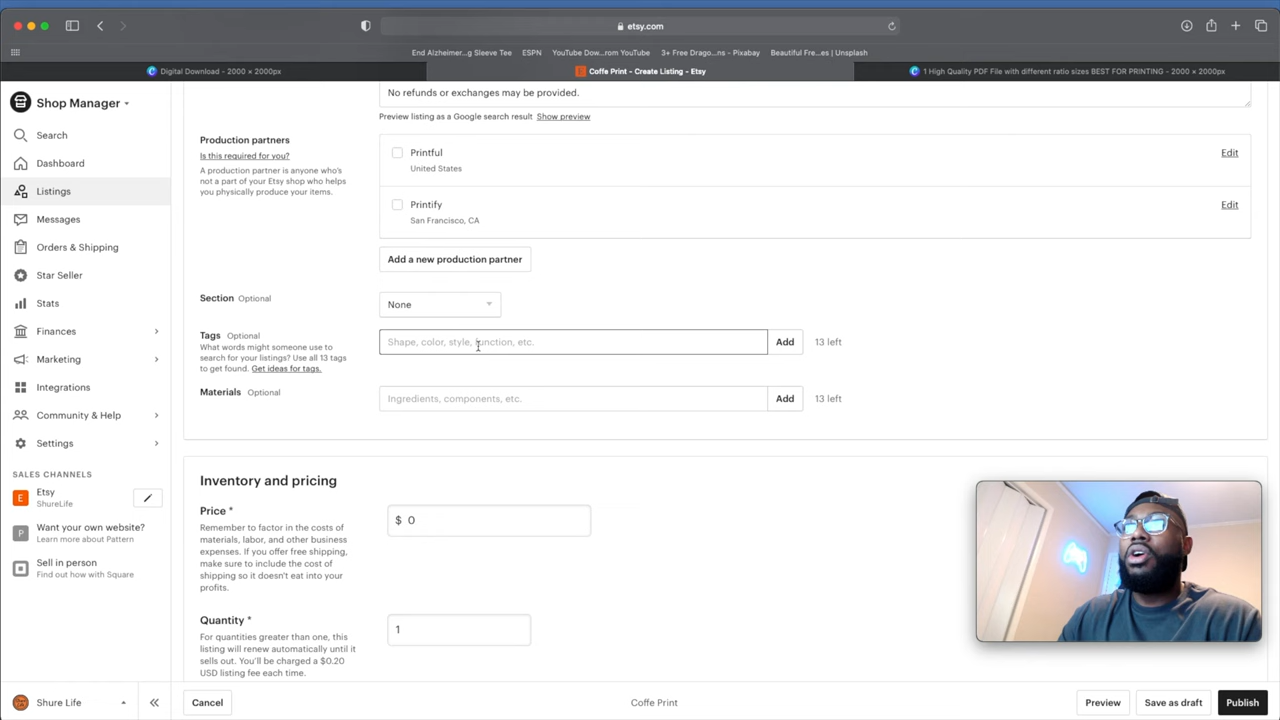 etsy.com
End Alzheimer...g Sleeve Tee ESPN YouTube Dow...rom YouTube 3+ Free Drago...ns - Pixabay Beautiful Fre...es | Unsplash
Digital Download - 2000 × 2000px
Coffe Print - Create Listing - Etsy
1 High Quality PDF File with different ratio sizes BEST FOR PRINTING - 2000 × 2000px
Shop Manager
Search
Dashboard
Listings
Messages
Orders & Shipping
Star Seller
Stats
Finances
Marketing
Integrations
Community & Help
Settings
SALES CHANNELS
E
Etsy
ShureLife
P
Want your own website?
Learn more about Pattern
Sell in person
Find out how with Square
Shure Life
No refunds or exchanges may be provided.
Preview listing as a Google search result Show preview
Production partners
Is this required for you?
A production partner is anyone who's
not a part of your Etsy shop who helps
you physically produce your items.
Printful
United States
Edit
Printify
San Francisco, CA
Edit
Add a new production partner
Section Optional
None
Tags Optional
What words might someone use to
search for your listings? Use all 13 tags
to get found. Get ideas for tags.
Shape, color, style, function, etc.
Add
13 left
Materials Optional
Ingredients, components, etc.
Add
13 left
Inventory and pricing
Price *
Remember to factor in the costs of
materials, labor, and other business
expenses. If you offer free shipping,
make sure to include the cost of
shipping so it doesn't eat into your
profits.
$ 0
Quantity *
For quantities greater than one, this
listing will renew automatically until it
sells out. You'll be charged a $0.20
USD listing fee each time.
1
Cancel
Coffe Print
Preview
Save as draft
Publish